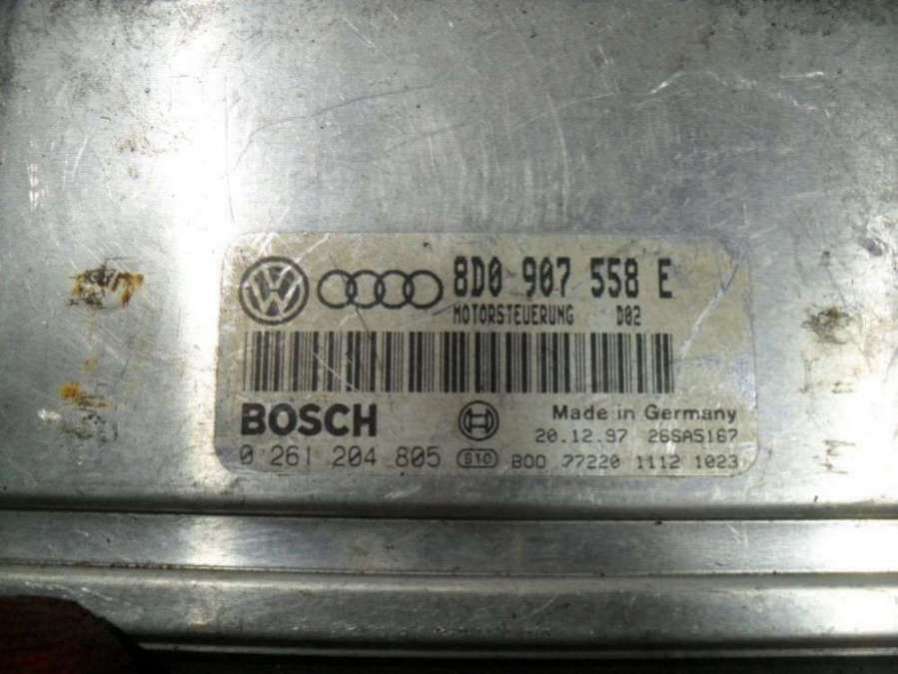 8D0 907 558 E
MOTORSTEUERUNG D02
BOSCH
Made in Germany
20.12.97 26SA5167
0 261 204 805 S10 B00 77220 1112 1023